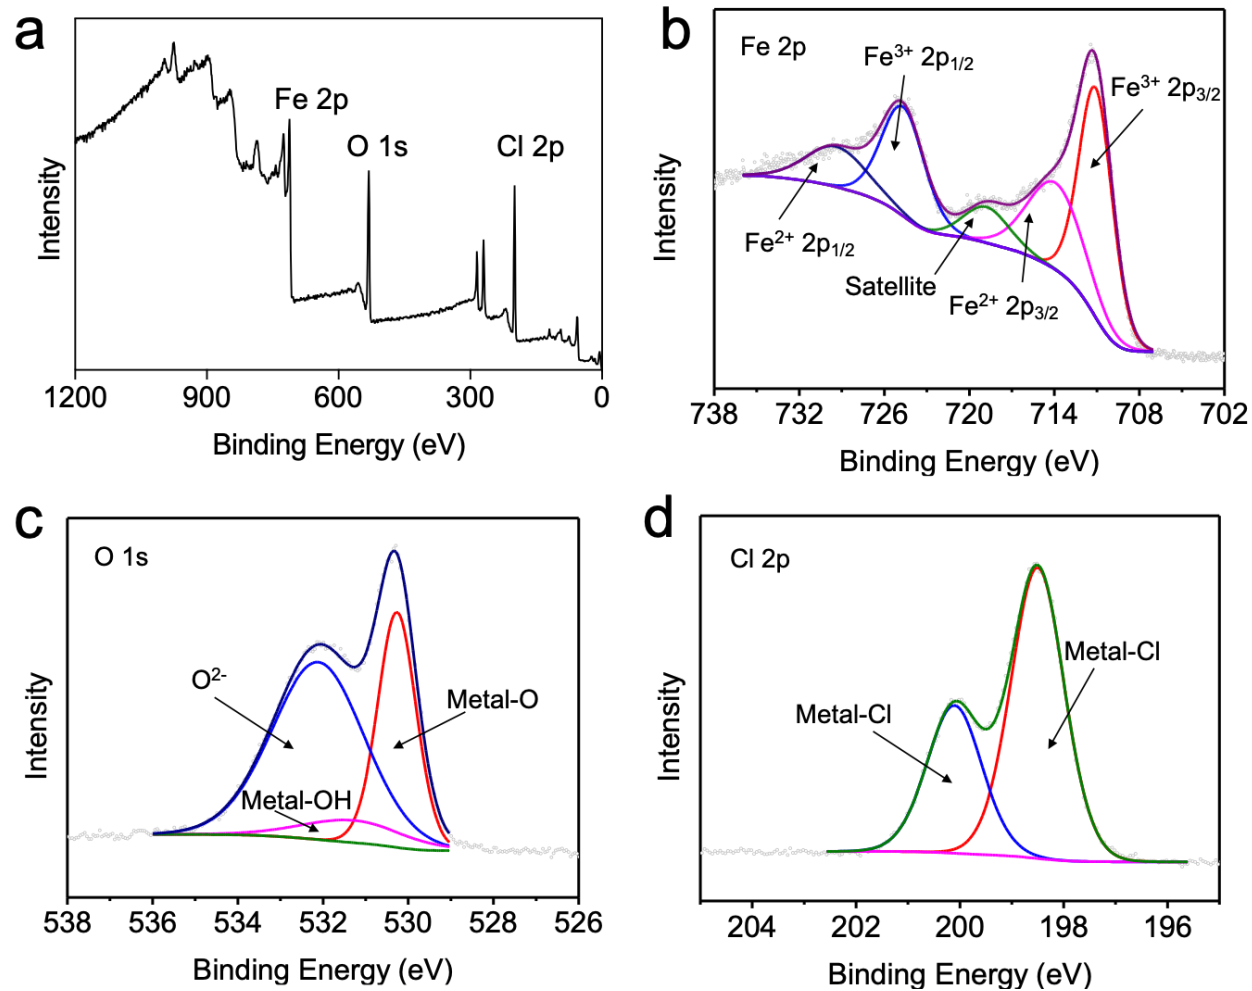 a
Fe 2p
O 1s
Cl 2p
Intensity
1200 900 600 300 0
Binding Energy (eV)
b
Fe 2p
Fe³⁺ 2p₁/₂
Fe³⁺ 2p₃/₂
Fe²⁺ 2p₁/₂
Satellite
Fe²⁺ 2p₃/₂
Intensity
738 732 726 720 714 708 702
Binding Energy (eV)
c
O 1s
O²⁻
Metal-O
Metal-OH
Intensity
538 536 534 532 530 528 526
Binding Energy (eV)
d
Cl 2p
Metal-Cl
Metal-Cl
Intensity
204 202 200 198 196
Binding Energy (eV)